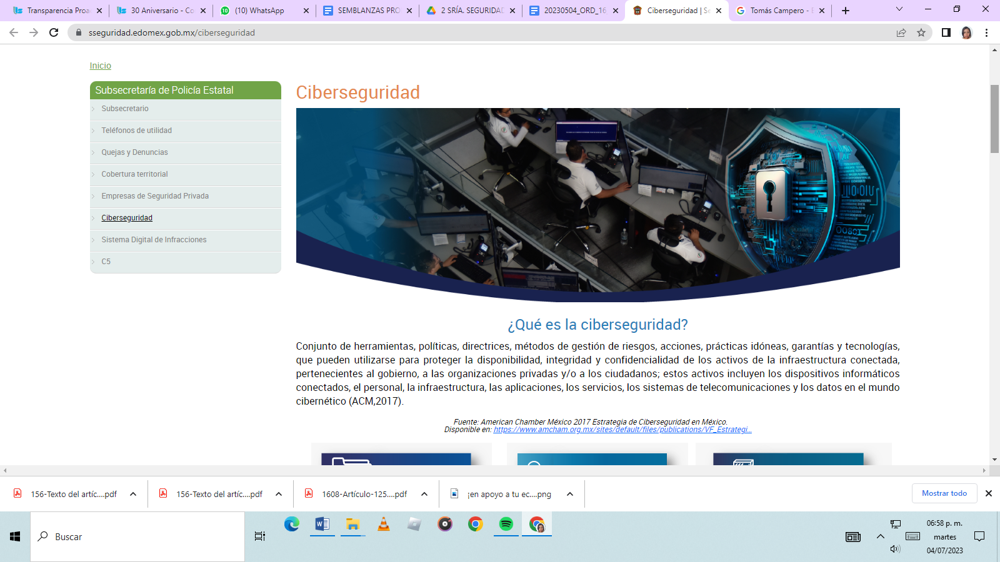 Transparencia Proa
30 Aniversario - Co
(10) WhatsApp
SEMBLANZAS PRO
2 SRÍA. SEGURIDAD
20230504_ORD_16
Ciberseguridad | Se
Tomás Campero - B
sseguridad.edomex.gob.mx/ciberseguridad
Inicio
Subsecretaría de Policía Estatal
Subsecretario
Teléfonos de utilidad
Quejas y Denuncias
Cobertura territorial
Empresas de Seguridad Privada
Ciberseguridad
Sistema Digital de Infracciones
C5
Ciberseguridad
¿Qué es la ciberseguridad?
Conjunto de herramientas, políticas, directrices, métodos de gestión de riesgos, acciones, prácticas idóneas, garantías y tecnologías,
que pueden utilizarse para proteger la disponibilidad, integridad y confidencialidad de los activos de la infraestructura conectada,
pertenecientes al gobierno, a las organizaciones privadas y/o a los ciudadanos; estos activos incluyen los dispositivos informáticos
conectados, el personal, la infraestructura, las aplicaciones, los servicios, los sistemas de telecomunicaciones y los datos en el mundo
cibernético (ACM,2017).
Fuente: American Chamber México 2017 Estrategia de Ciberseguridad en México.
Disponible en: https://www.amcham.org.mx/sites/default/files/publications/VF_Estrategi...
156-Texto del artíc....pdf
156-Texto del artíc....pdf
1608-Artículo-125....pdf
¡en apoyo a tu ec....png
Mostrar todo
Buscar
06:58 p. m.
martes
04/07/2023